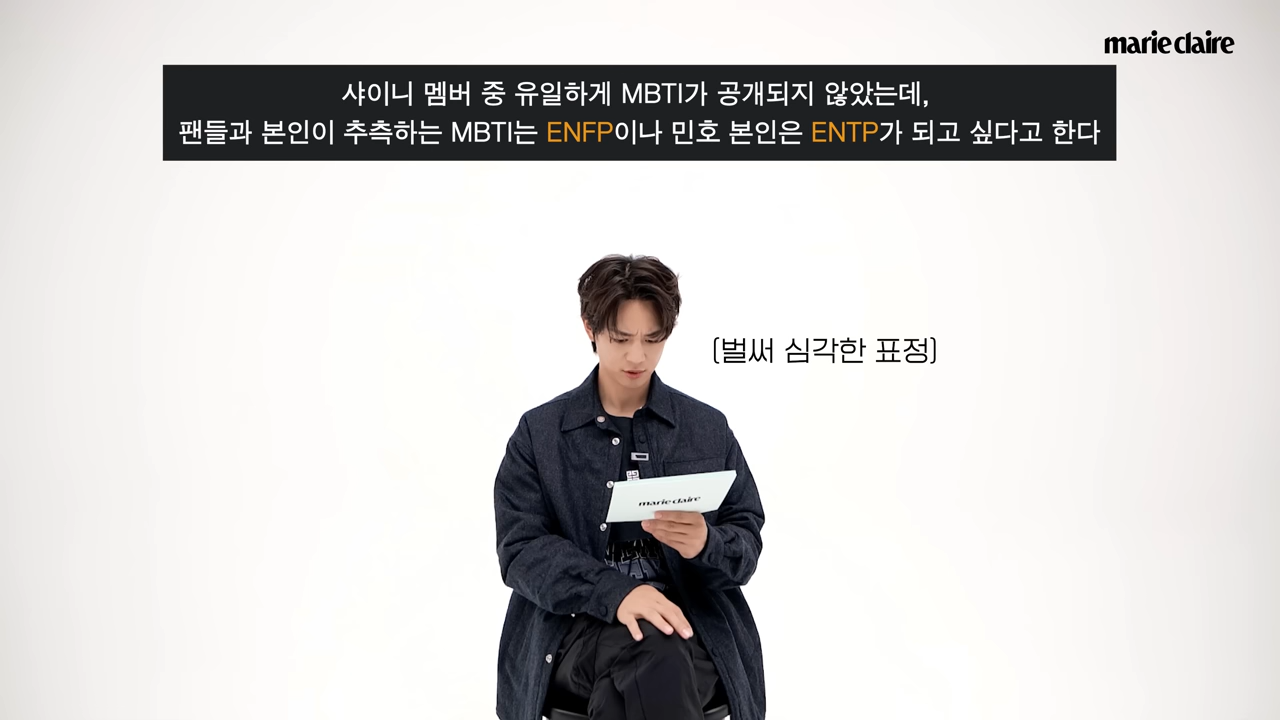 marie claire
샤이니 멤버 중 유일하게 MBTI가 공개되지 않았는데,
팬들과 본인이 추측하는 MBTI는 ENFP이나 민호 본인은 ENTP가 되고 싶다고 한다
(벌써 심각한 표정)
marie claire